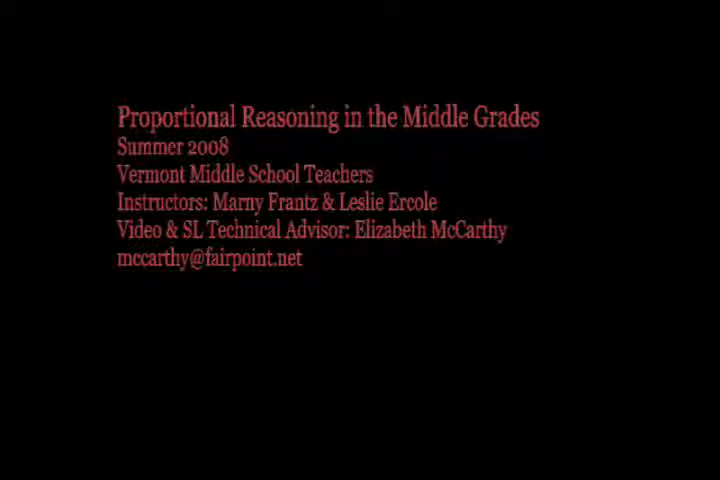 Proportional Reasoning in the Middle Grades
Summer 2008
Vermont Middle School Teachers
Instructors: Marny Frantz & Leslie Ercole
Video & SL Technical Advisor: Elizabeth McCarthy
mccarthy@fairpoint.net